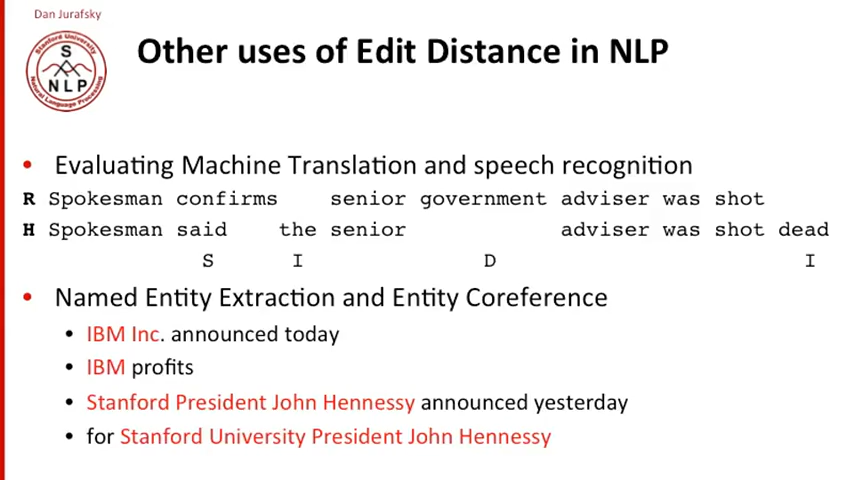 Dan Jurafsky
Stanford University
S
NLP
Natural Language Processing
Other uses of Edit Distance in NLP
• Evaluating Machine Translation and speech recognition
R Spokesman confirms senior government adviser was shot
H Spokesman said the senior adviser was shot dead
S I D I
• Named Entity Extraction and Entity Coreference
• IBM Inc. announced today
• IBM profits
• Stanford President John Hennessy announced yesterday
• for Stanford University President John Hennessy